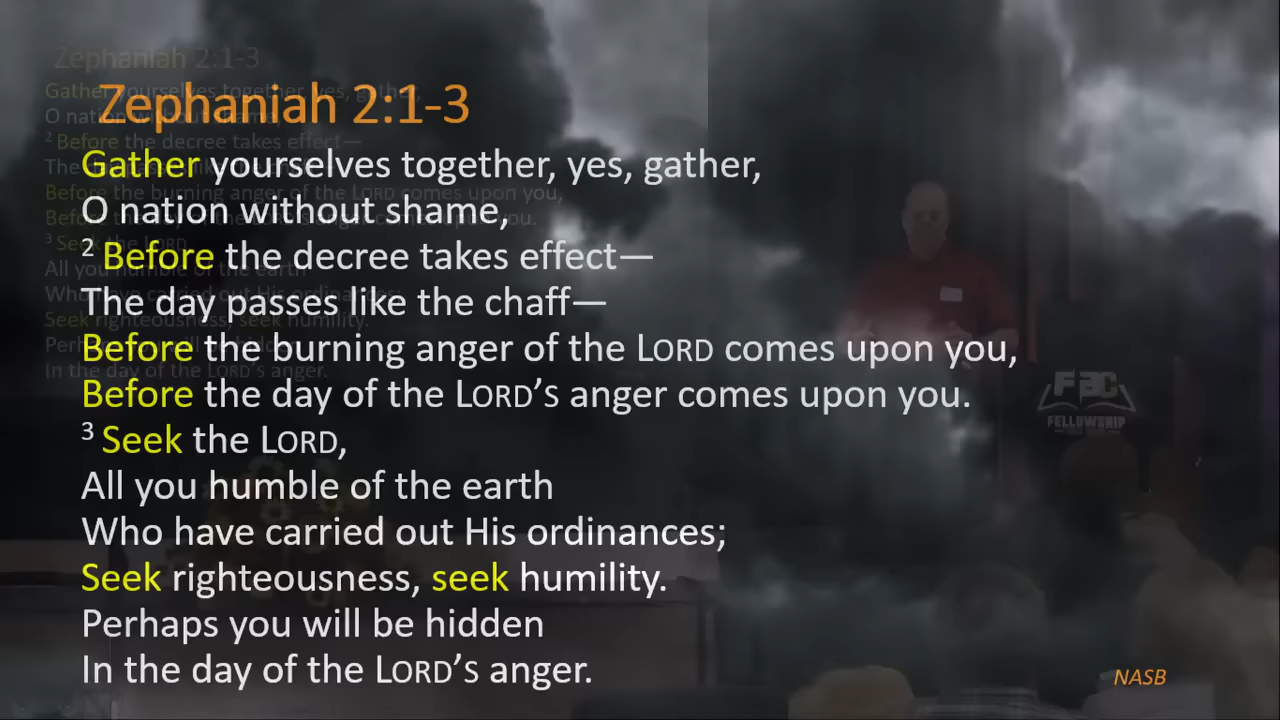 Zephaniah 2:1-3
Gather yourselves together, yes, gather,
O nation without shame,
2 Before the decree takes effect—
The day passes like the chaff—
Before the burning anger of the LORD comes upon you,
Before the day of the LORD'S anger comes upon you.
3 Seek the LORD,
All you humble of the earth
Who have carried out His ordinances;
Seek righteousness, seek humility.
Perhaps you will be hidden
In the day of the LORD'S anger.
NASB
FBC
FELLOWSHIP